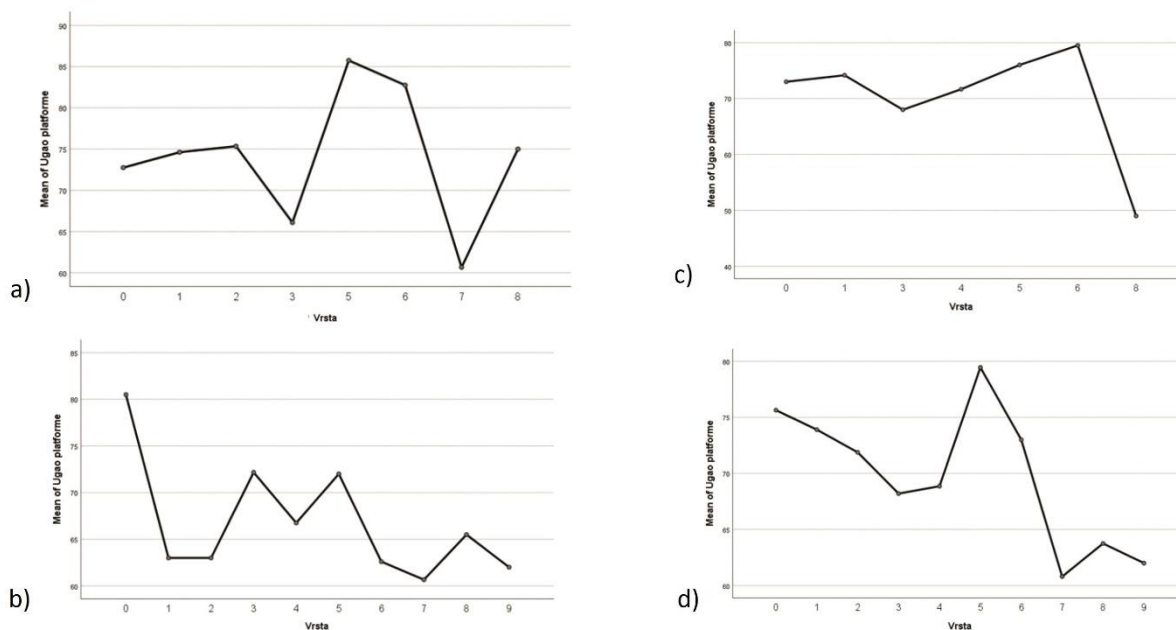 a)
Mean of Ugao platforme
90
85
80
75
70
65
60
0 1 2 3 5 6 7 8
Vrsta
b)
Mean of Ugao platforme
85
80
75
70
65
60
0 1 2 3 4 5 6 7 8 9
Vrsta
c)
Mean of Ugao platforme
80
70
60
50
40
0 1 3 4 5 6 8
Vrsta
d)
Mean of Ugao platforme
80
75
70
65
60
0 1 2 3 4 5 6 7 8 9
Vrsta